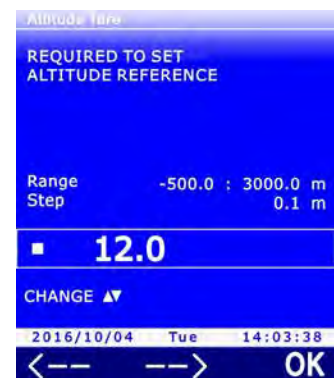 Altitude Tare
REQUIRED TO SET
ALTITUDE REFERENCE
Range -500.0 : 3000.0 m
Step 0.1 m
12.0
CHANGE ▲▼
2016/10/04 Tue 14:03:38
<-- --> OK